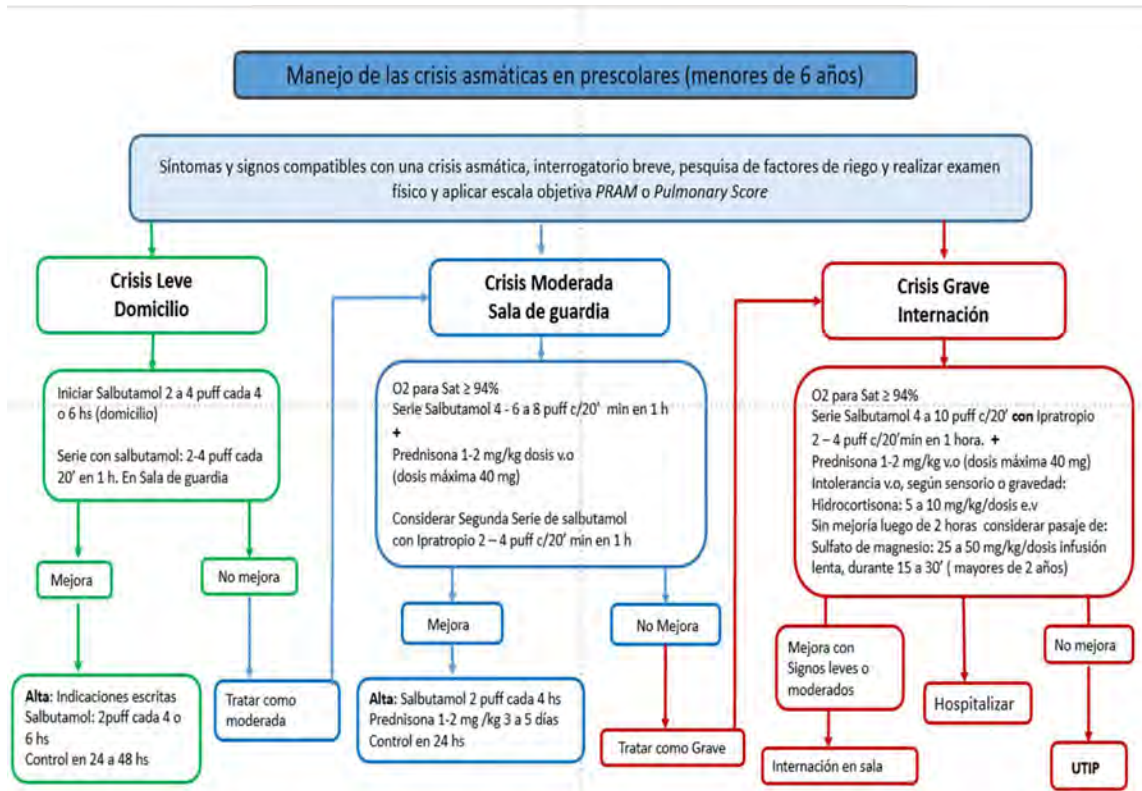 Manejo de las crisis asmáticas en prescolares (menores de 6 años)
Síntomas y signos compatibles con una crisis asmática, interrogatorio breve, pesquisa de factores de riego y realizar examen
físico y aplicar escala objetiva PRAM o Pulmonary Score
Crisis Leve
Domicilio
Iniciar Salbutamol 2 a 4 puff cada 4
o 6 hs (domicilio)
Serie con salbutamol: 2-4 puff cada
20' en 1 h. En Sala de guardia
Mejora
No mejora
Alta: Indicaciones escritas
Salbutamol: 2puff cada 4 o
6 hs
Control en 24 a 48 hs
Tratar como
moderada
Crisis Moderada
Sala de guardia
O2 para Sat ≥ 94%
Serie Salbutamol 4 - 6 a 8 puff c/20' min en 1 h
+
Prednisona 1-2 mg/kg dosis v.o
(dosis máxima 40 mg)
Considerar Segunda Serie de salbutamol
con Ipratropio 2 – 4 puff c/20' min en 1 h
Mejora
No Mejora
Alta: Salbutamol 2 puff cada 4 hs
Prednisona 1-2 mg /kg 3 a 5 días
Control en 24 hs
Tratar como Grave
Crisis Grave
Internación
O2 para Sat ≥ 94%
Serie Salbutamol 4 a 10 puff c/20' con Ipratropio
2 – 4 puff c/20'min en 1 hora. +
Prednisona 1-2 mg/kg v.o (dosis máxima 40 mg)
Intolerancia v.o, según sensorio o gravedad:
Hidrocortisona: 5 a 10 mg/kg/dosis e.v
Sin mejoría luego de 2 horas considerar pasaje de:
Sulfato de magnesio: 25 a 50 mg/kg/dosis infusión
lenta, durante 15 a 30' ( mayores de 2 años)
Mejora con
Signos leves o
moderados
Hospitalizar
No mejora
Internación en sala
UTIP